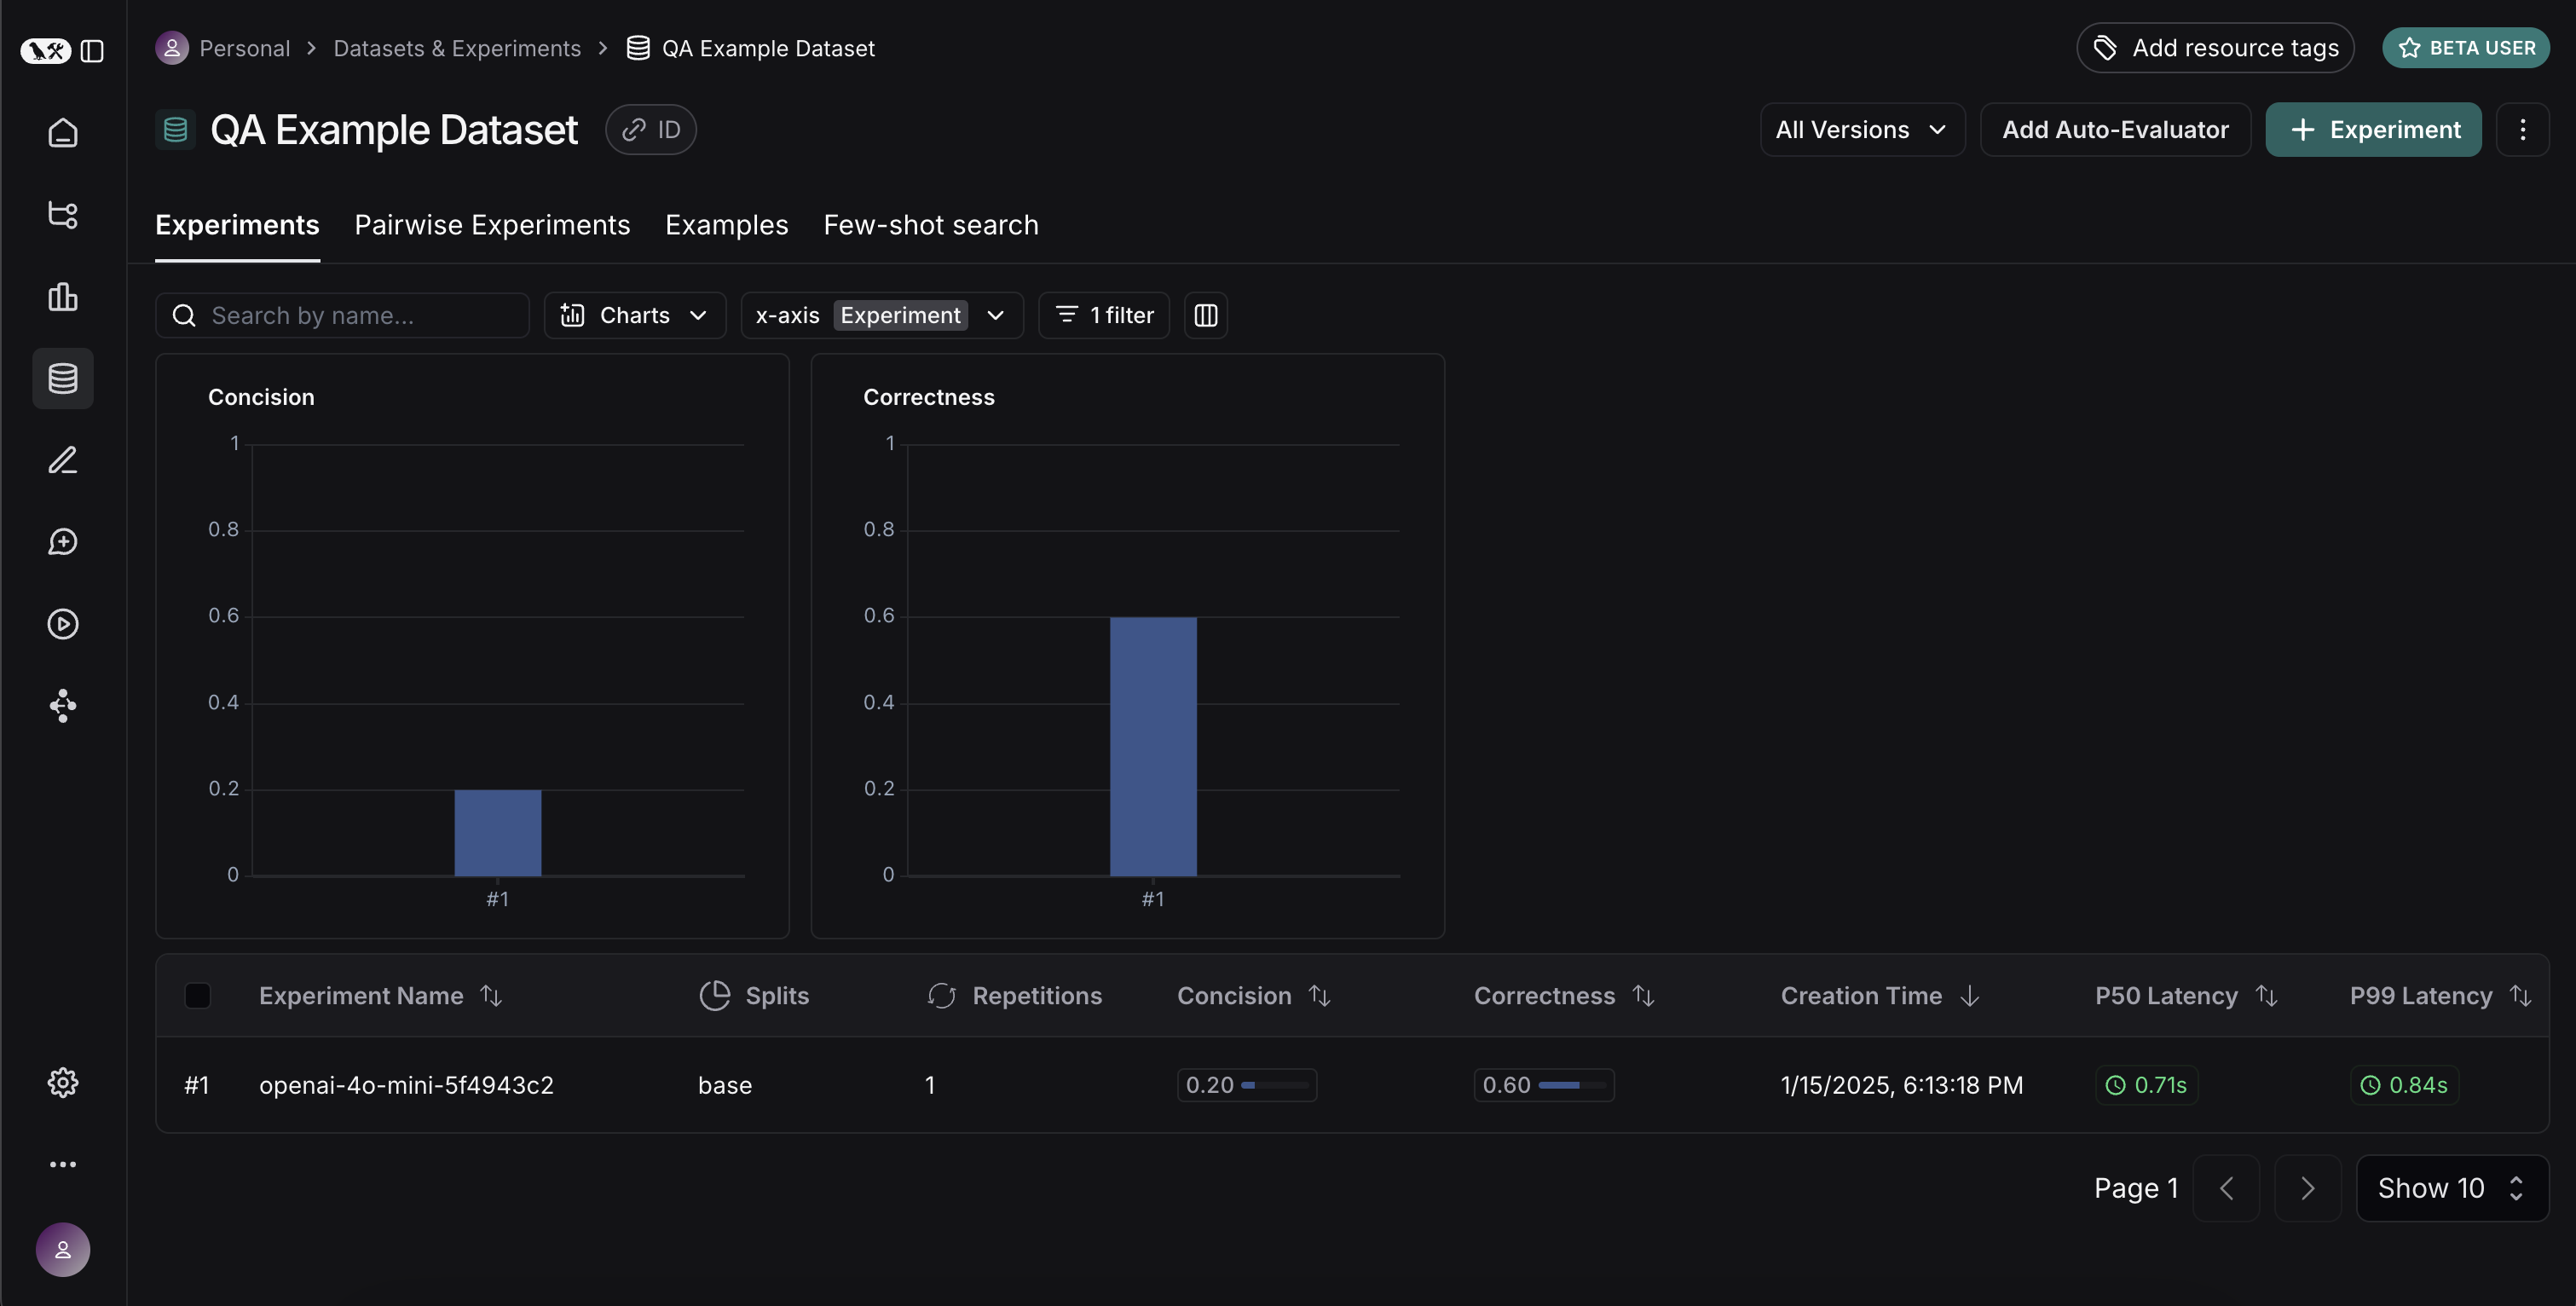 Personal > Datasets & Experiments > QA Example Dataset
Add resource tags
BETA USER
QA Example Dataset
ID
All Versions
Add Auto-Evaluator
+ Experiment
Experiments
Pairwise Experiments
Examples
Few-shot search
Search by name...
Charts
x-axis Experiment
1 filter
Concision
1
0.8
0.6
0.4
0.2
0
#1
Correctness
1
0.8
0.6
0.4
0.2
0
#1
Experiment Name Splits Repetitions Concision Correctness Creation Time P50 Latency P99 Latency
#1 openai-4o-mini-5f4943c2 base 1 0.20 0.60 1/15/2025, 6:13:18 PM 0.71s 0.84s
Page 1
Show 10